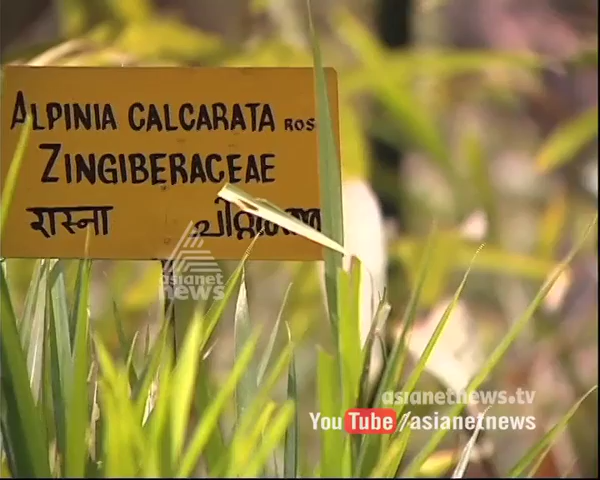 ALPINIA CALCARATA ROS
ZINGIBERACEAE
रास्ना
asianet
news
asianetnews.tv
YouTube /asianetnews